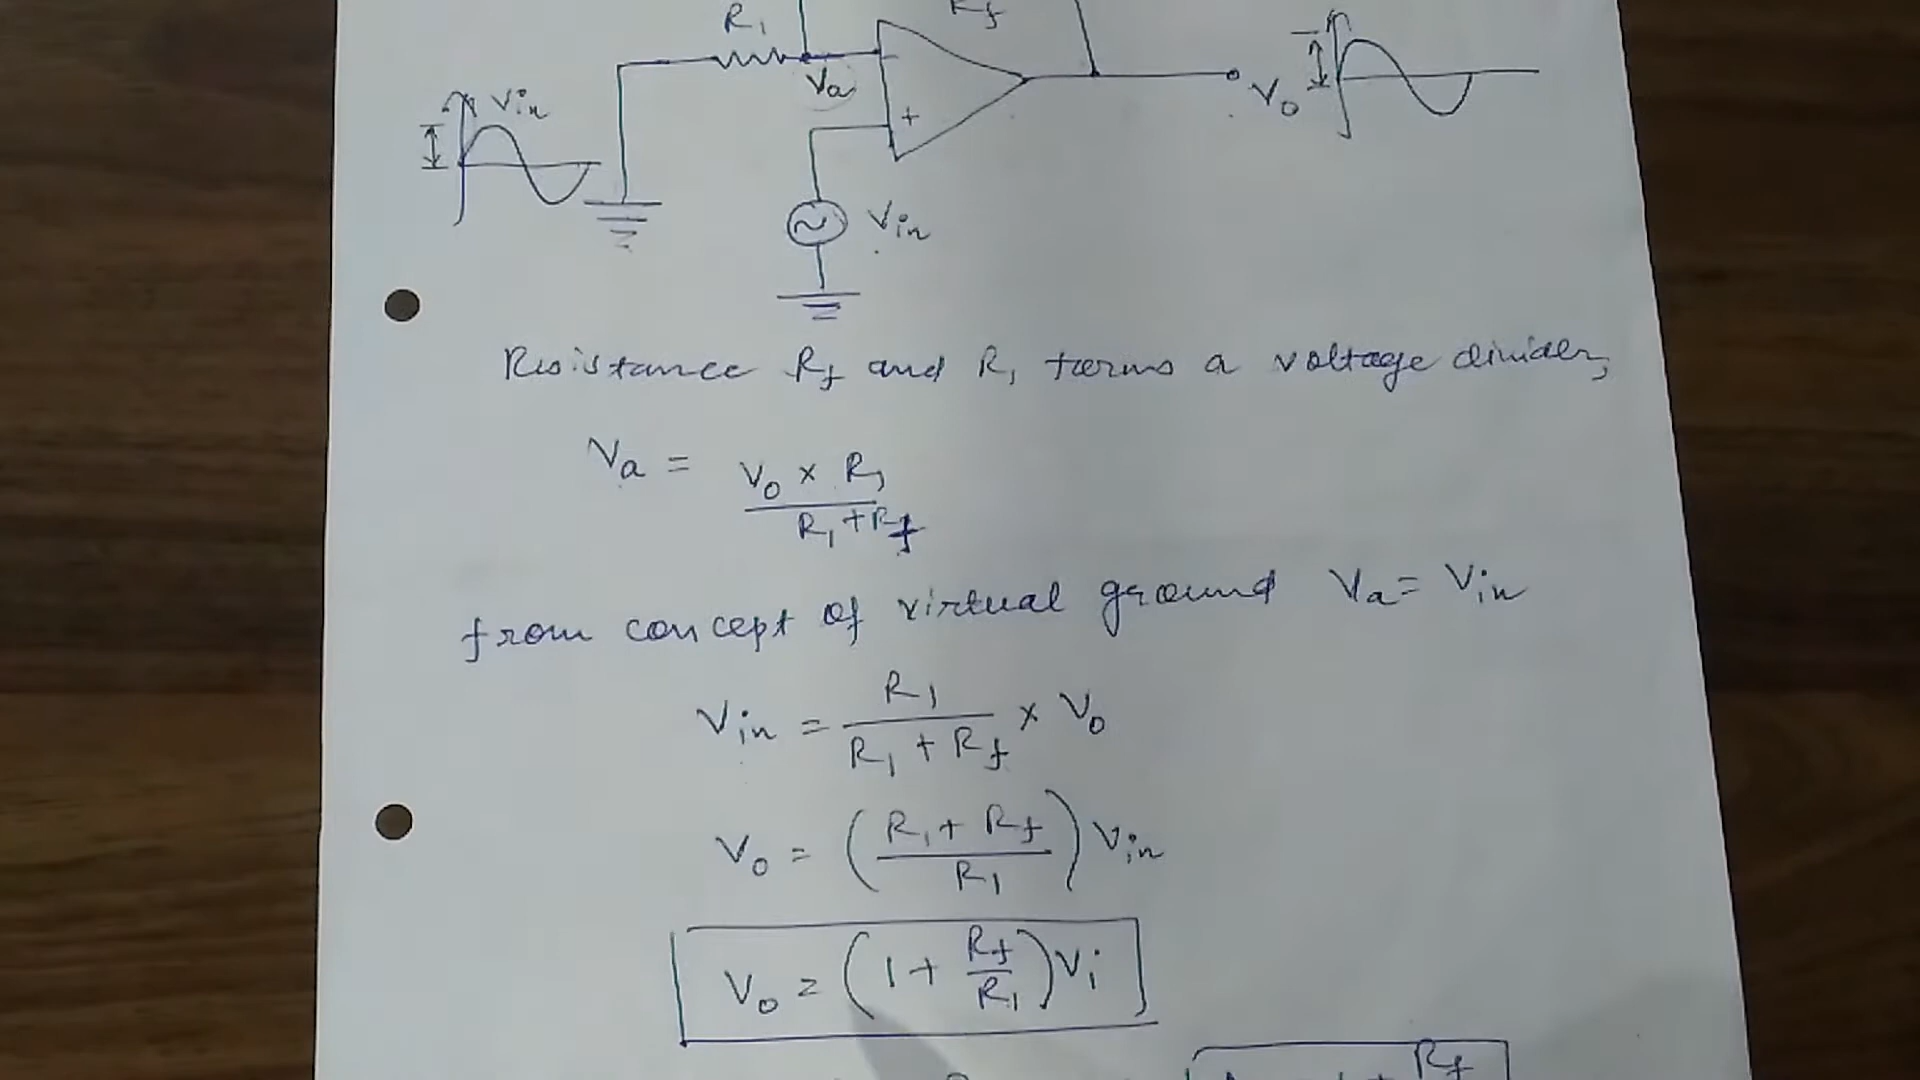 R1
Rf
Va
Vin
+
Vo
Vin
Resistance Rf and R1 forms a voltage divider,
Va = Vo × R1 / R1 + Rf
from concept of virtual ground Va = Vin
Vin = R1 / R1 + Rf × Vo
Vo = (R1 + Rf / R1) Vin
Vo = (1 + Rf / R1) Vi
Rf